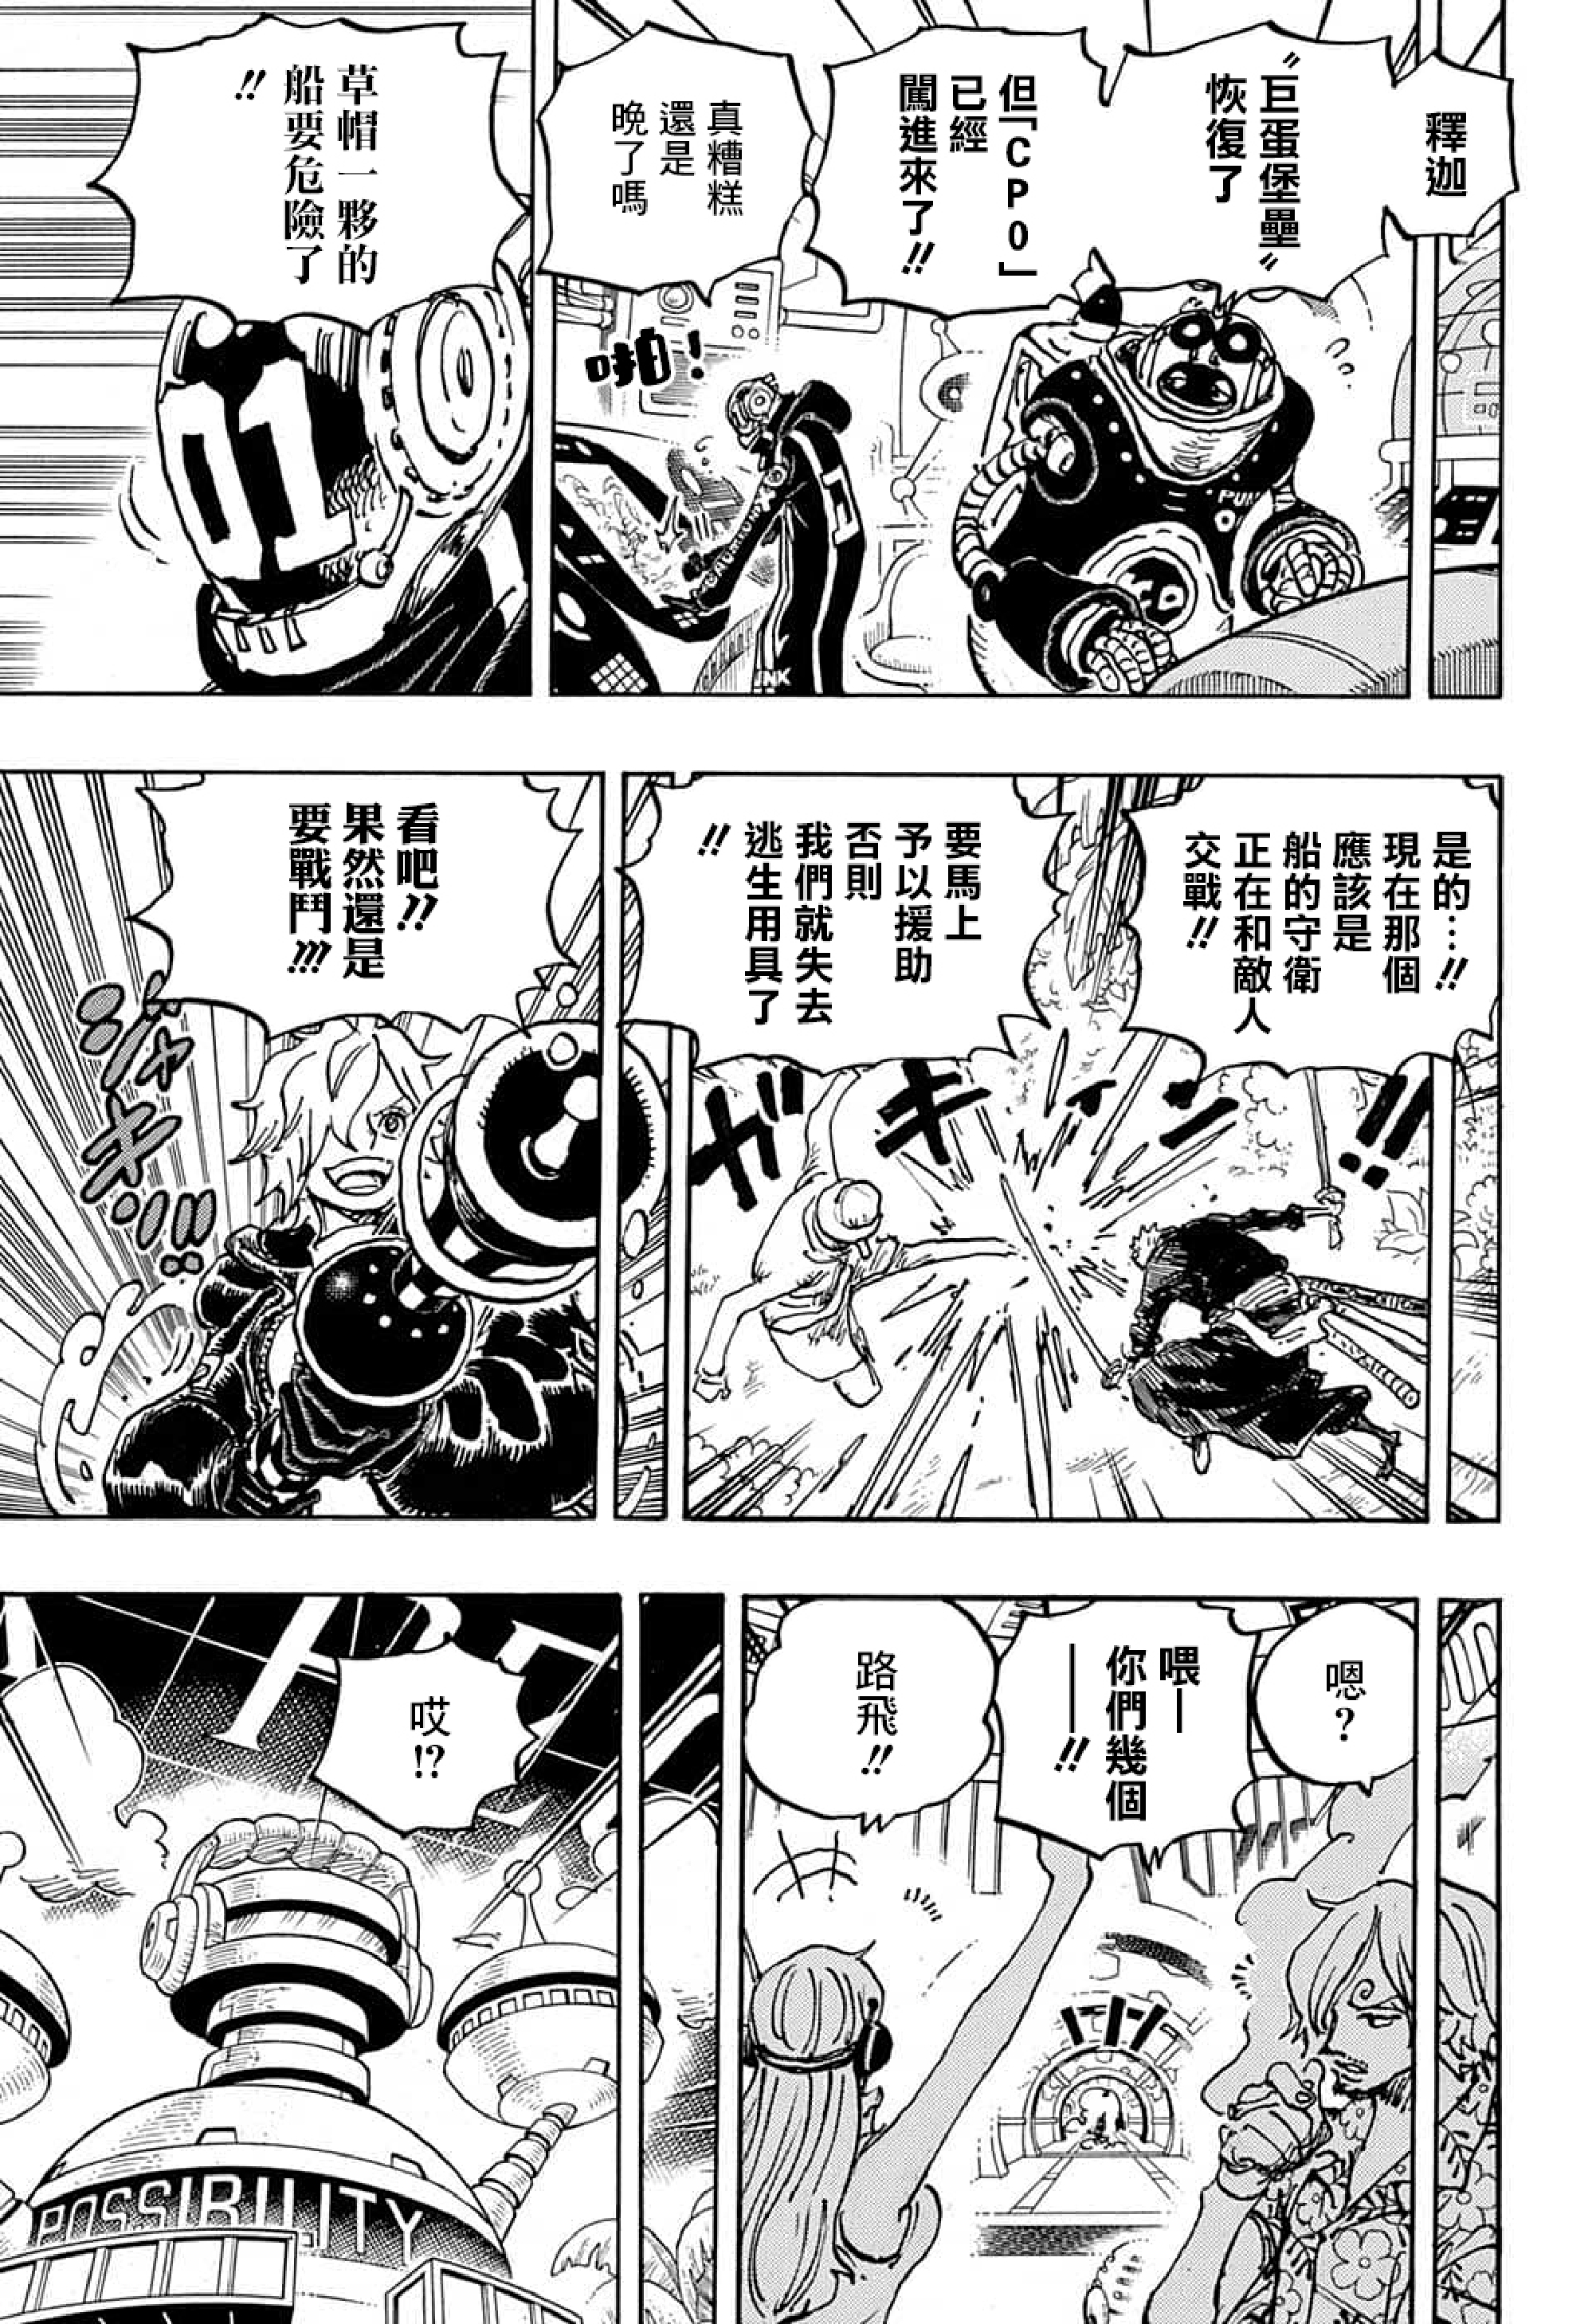 釋迦
〝巨蛋堡壘〞
恢復了
但「CP0」
已經
闖進來了!!
真糟糕
還是
晚了嗎
啪!
PUNK
JNK
草帽一夥的
船要危險了
!!
01
是的…!!
現在那個
應該是
船的守衛
正在和敵人
交戰!!
要馬上
予以援助
否則
我們就失去
逃生用具了
!!
ガキィン!!
看吧!?
果然還是
要戰鬥!!!
ジャキ!!!
嗯?
喂—
你們幾個
—!!
路飛!!
哎
!?
POSSIBILITY